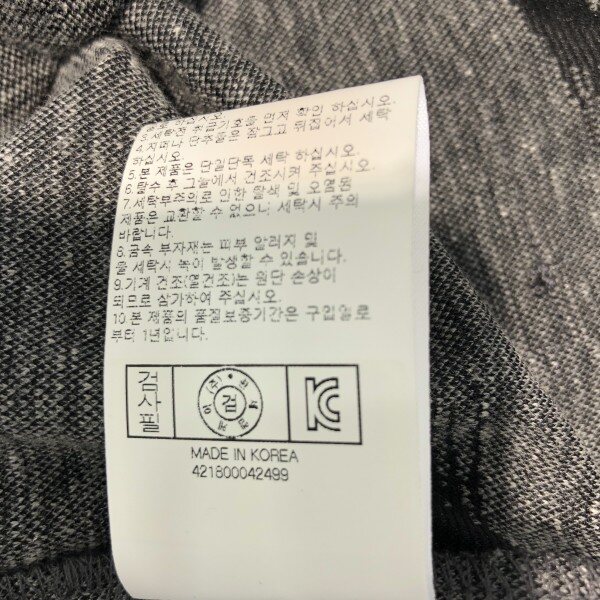 3.세탁전 취급기호를 먼저 확인 하십시오.
4.지퍼나 단추들은 잠그고 뒤집어서 세탁
하십시오.
5.본 제품은 단일단독 세탁 하십시오.
6.탈수 후 그늘에서 건조시켜 주십시오.
7.세탁부주의로 인한 탈색 및 오염등
제품은 교환할 수 없으니 세탁시 주의
바랍니다.
8.금속 부자재는 피부 알러지 및
물 세탁시 녹이 발생할 수 있습니다.
9.기계 건조(열건조)는 원단 손상이
되므로 삼가하여 주십시오.
10.본 제품의 품질보증기간은 구입일로
부터 1년입니다.
검사필
검
MADE IN KOREA
421800042499